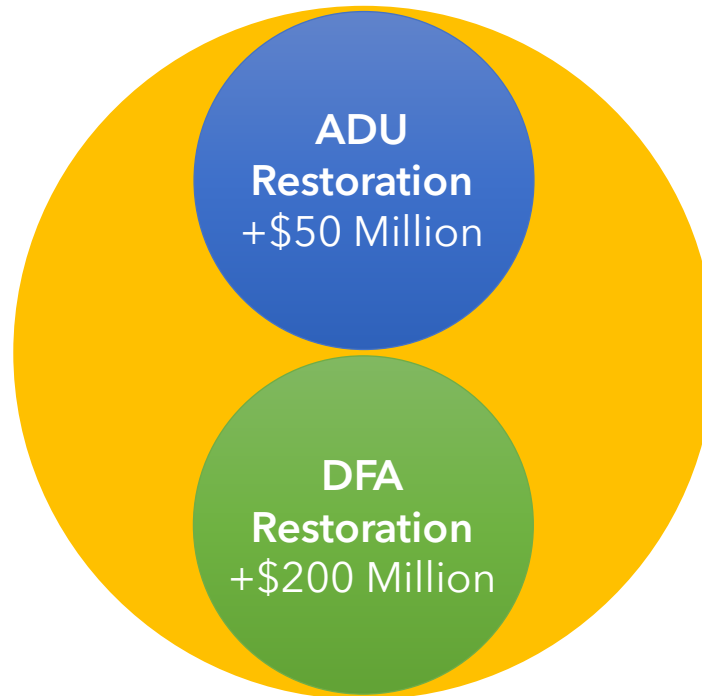 ADU
Restoration
+$50 Million
DFA
Restoration
+$200 Million